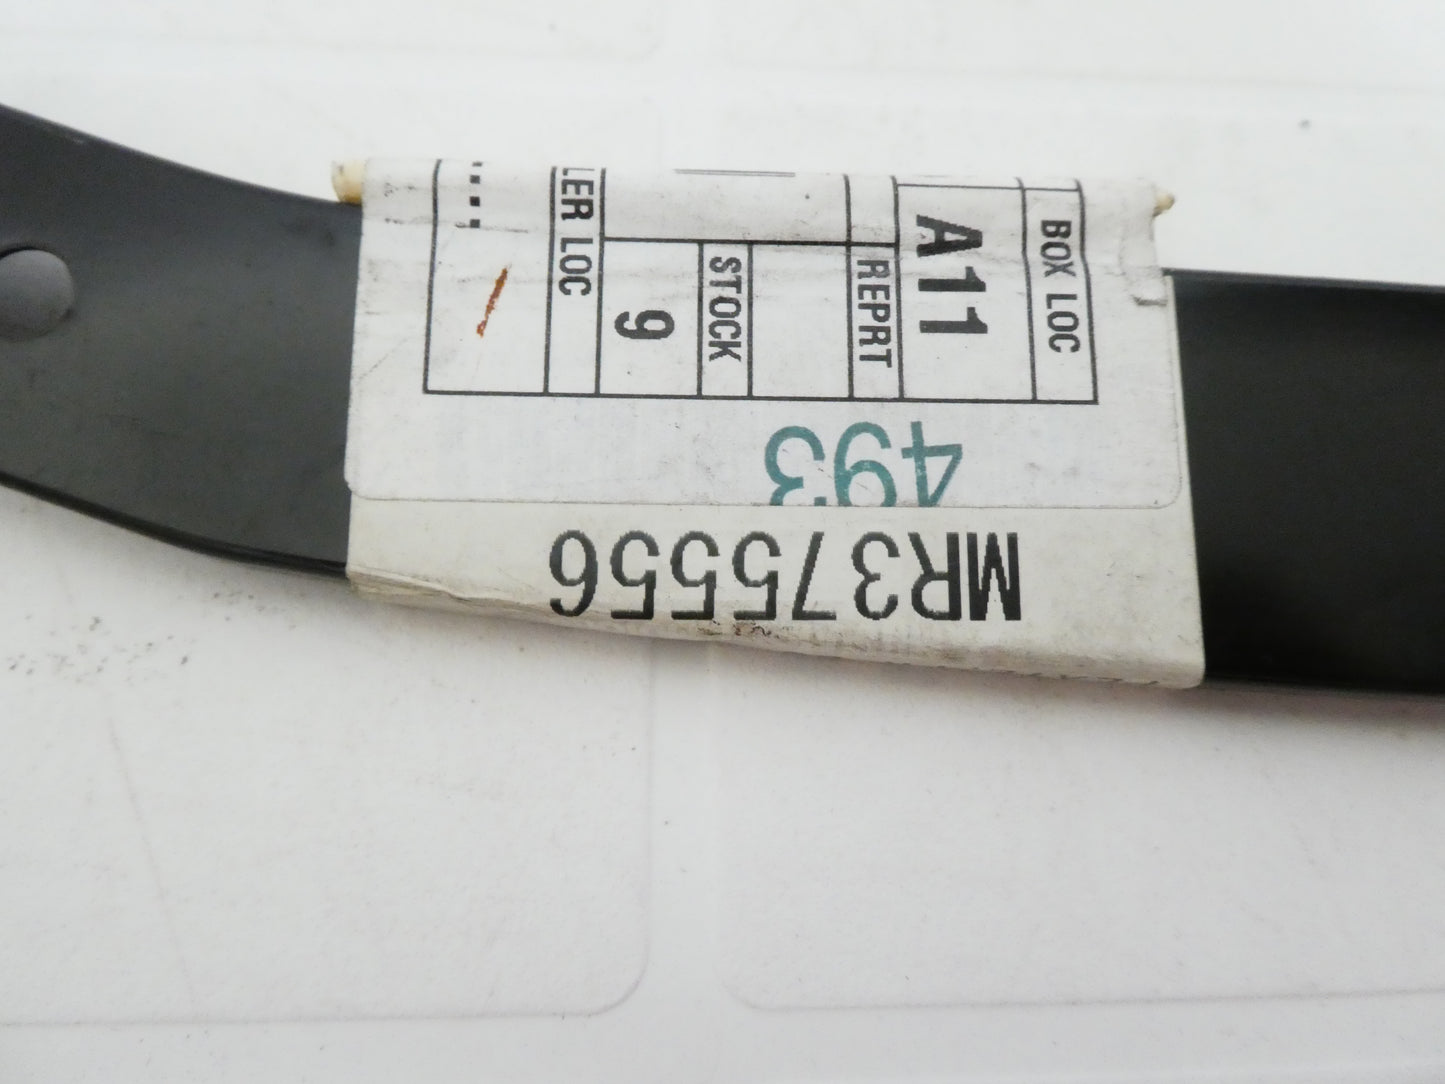 BOX LOC
A11
REPRT
STOCK
9
LER LOC
493
MR375556